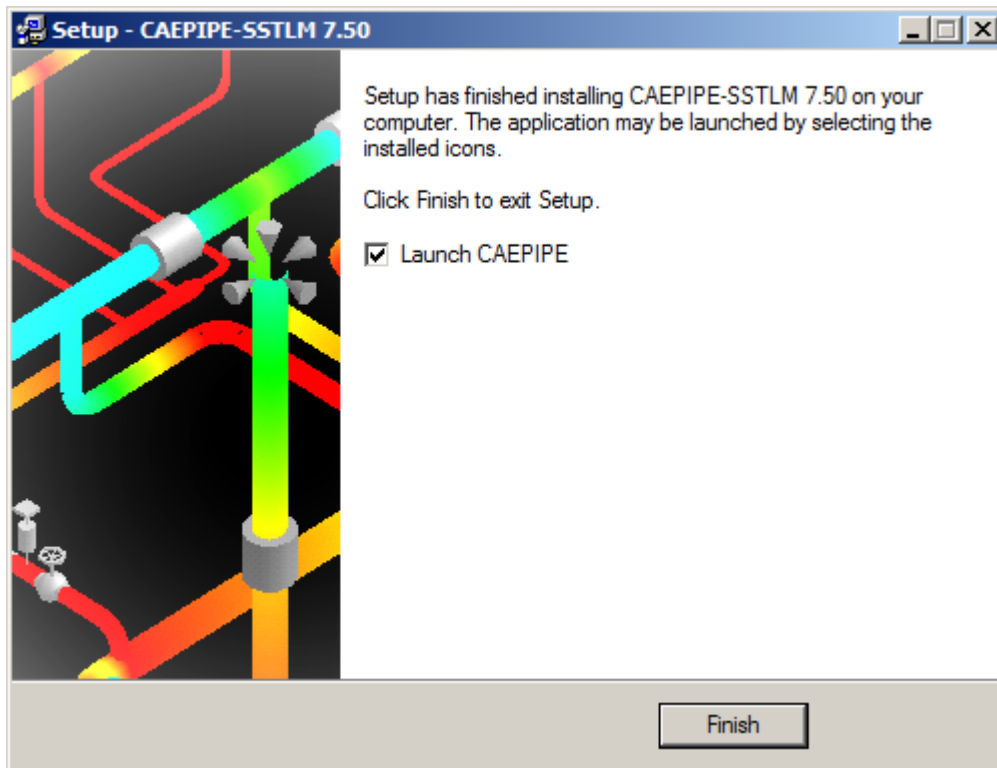 Setup - CAEPIPE-SSTLM 7.50
Setup has finished installing CAEPIPE-SSTLM 7.50 on your
computer. The application may be launched by selecting the
installed icons.
Click Finish to exit Setup.
Launch CAEPIPE
Finish